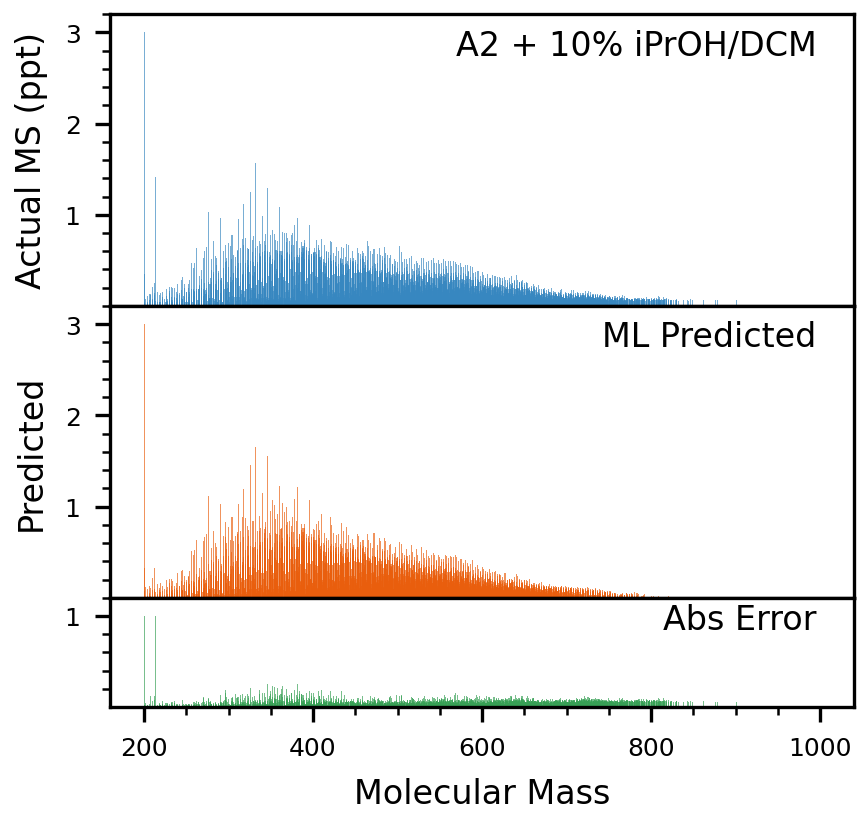 A2 + 10% iPrOH/DCM
Actual MS (ppt)
3
2
1
ML Predicted
Predicted
3
2
1
Abs Error
1
200 400 600 800 1000
Molecular Mass